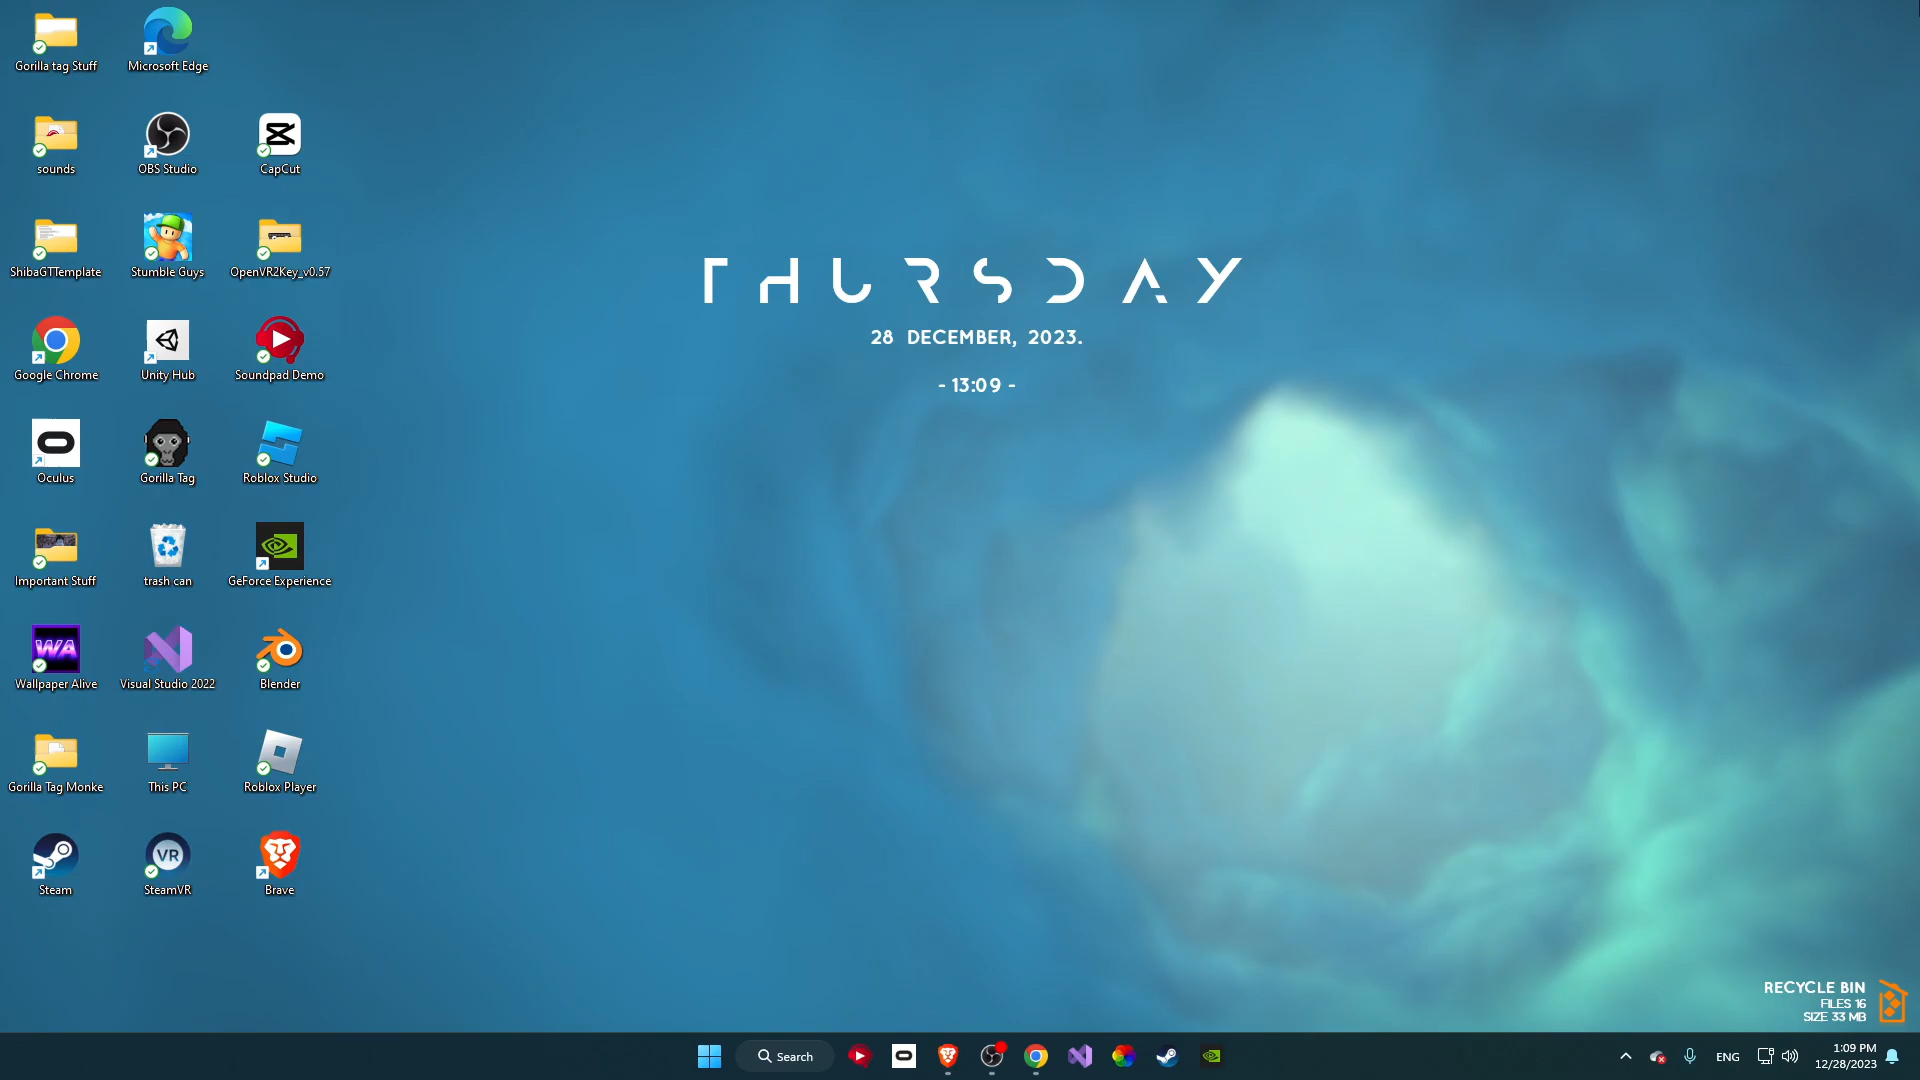 Gorilla tag Stuff
Microsoft Edge
sounds
OBS Studio
CapCut
ShibaGTTemplate
Stumble Guys
OpenVR2Key_v0.57
Google Chrome
Unity Hub
Soundpad Demo
Oculus
Gorilla Tag
Roblox Studio
Important Stuff
trash can
GeForce Experience
WA
Wallpaper Alive
Visual Studio 2022
Blender
Gorilla Tag Monke
This PC
Roblox Player
Steam
VR
SteamVR
Brave
THURSDAY
28 DECEMBER, 2023.
- 13:09 -
RECYCLE BIN
FILES 16
SIZE 33 MB
Search
ENG
1:09 PM
12/28/2023